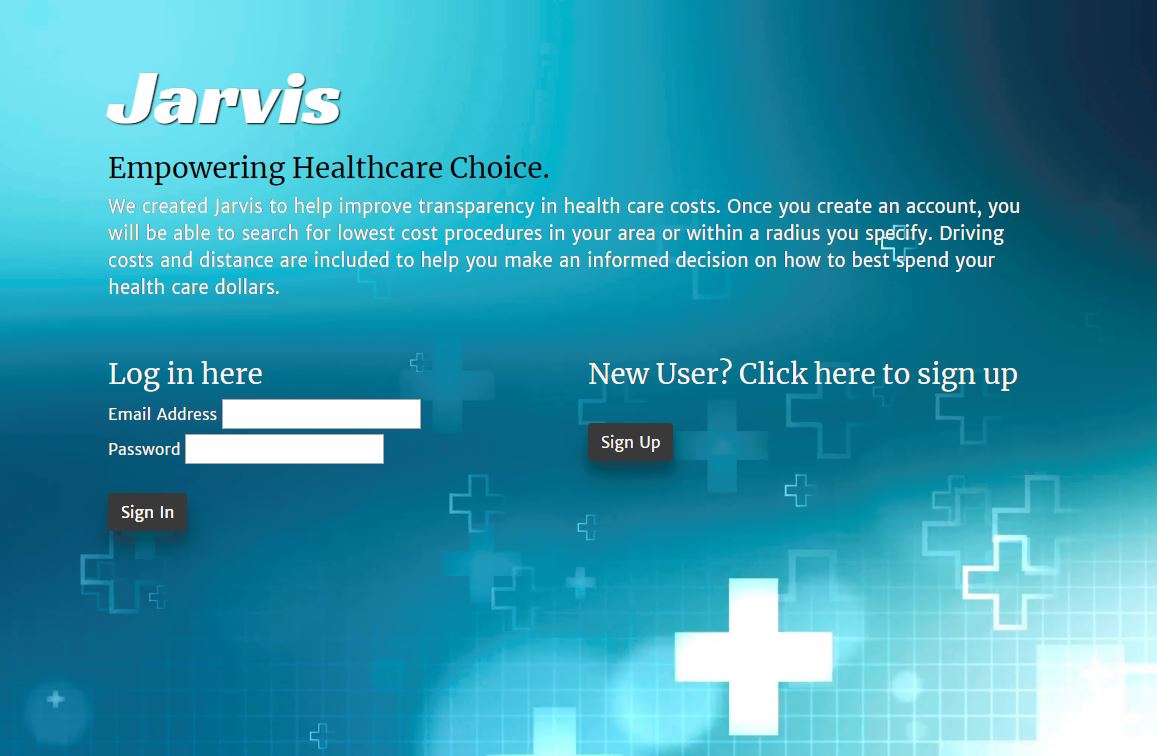 Jarvis
Empowering Healthcare Choice.
We created Jarvis to help improve transparency in health care costs. Once you create an account, you
will be able to search for lowest cost procedures in your area or within a radius you specify. Driving
costs and distance are included to help you make an informed decision on how to best spend your
health care dollars.
Log in here
Email Address
Password
Sign In
New User? Click here to sign up
Sign Up